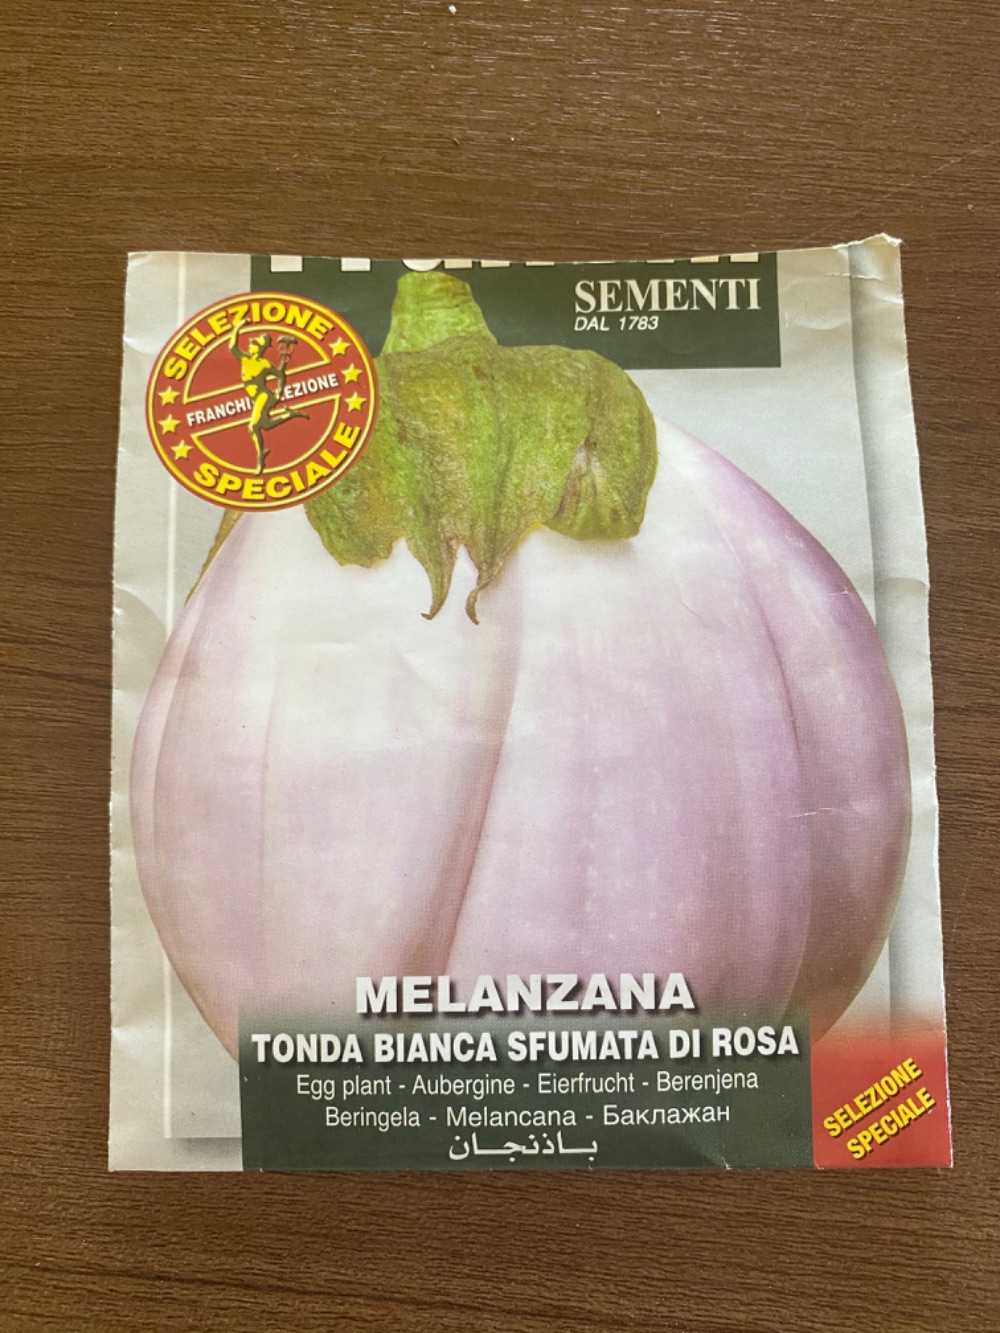 SEMENTI
DAL 1783
SELEZIONE
FRANCHI
SPECIALE
MELANZANA
TONDA BIANCA SFUMATA DI ROSA
Egg plant - Aubergine - Eierfrucht - Berenjena
Beringela - Melancana - Баклажан
بـاذنجـان
SELEZIONE
SPECIALE